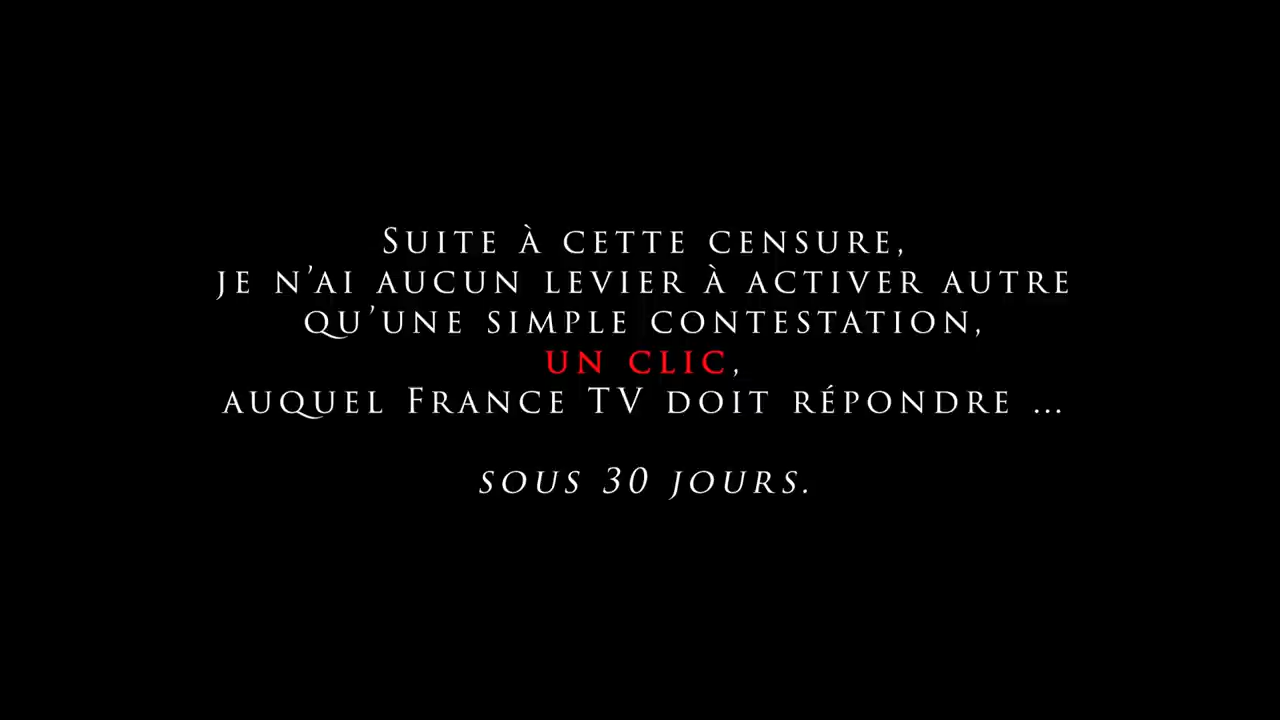 Suite à cette censure,
je n'ai aucun levier à activer autre
qu'une simple contestation,
un clic,
auquel France TV doit répondre ...
sous 30 jours.